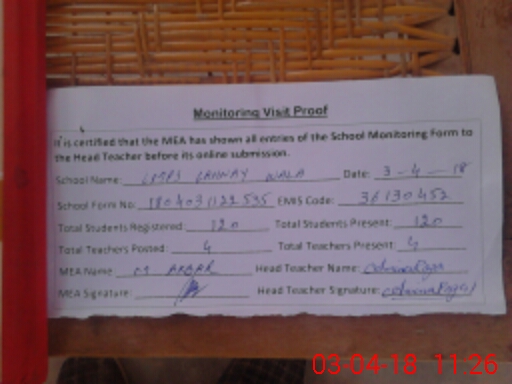 Monitoring Visit Proof
It is certified that the MEA has shown all entries of the School Monitoring Form to
the Head Teacher before its online submission.
School Name: WALA Date: 3-4-18
School Form No: EMIS Code: 36130452
Total Students Registered: 120 Total Students Present: 120
Total Teachers Posted: 4 Total Teachers Present: 4
MEA Name M AKBAR Head Teacher Name:
MEA Signature: Head Teacher Signature:
03-04-18 11:26